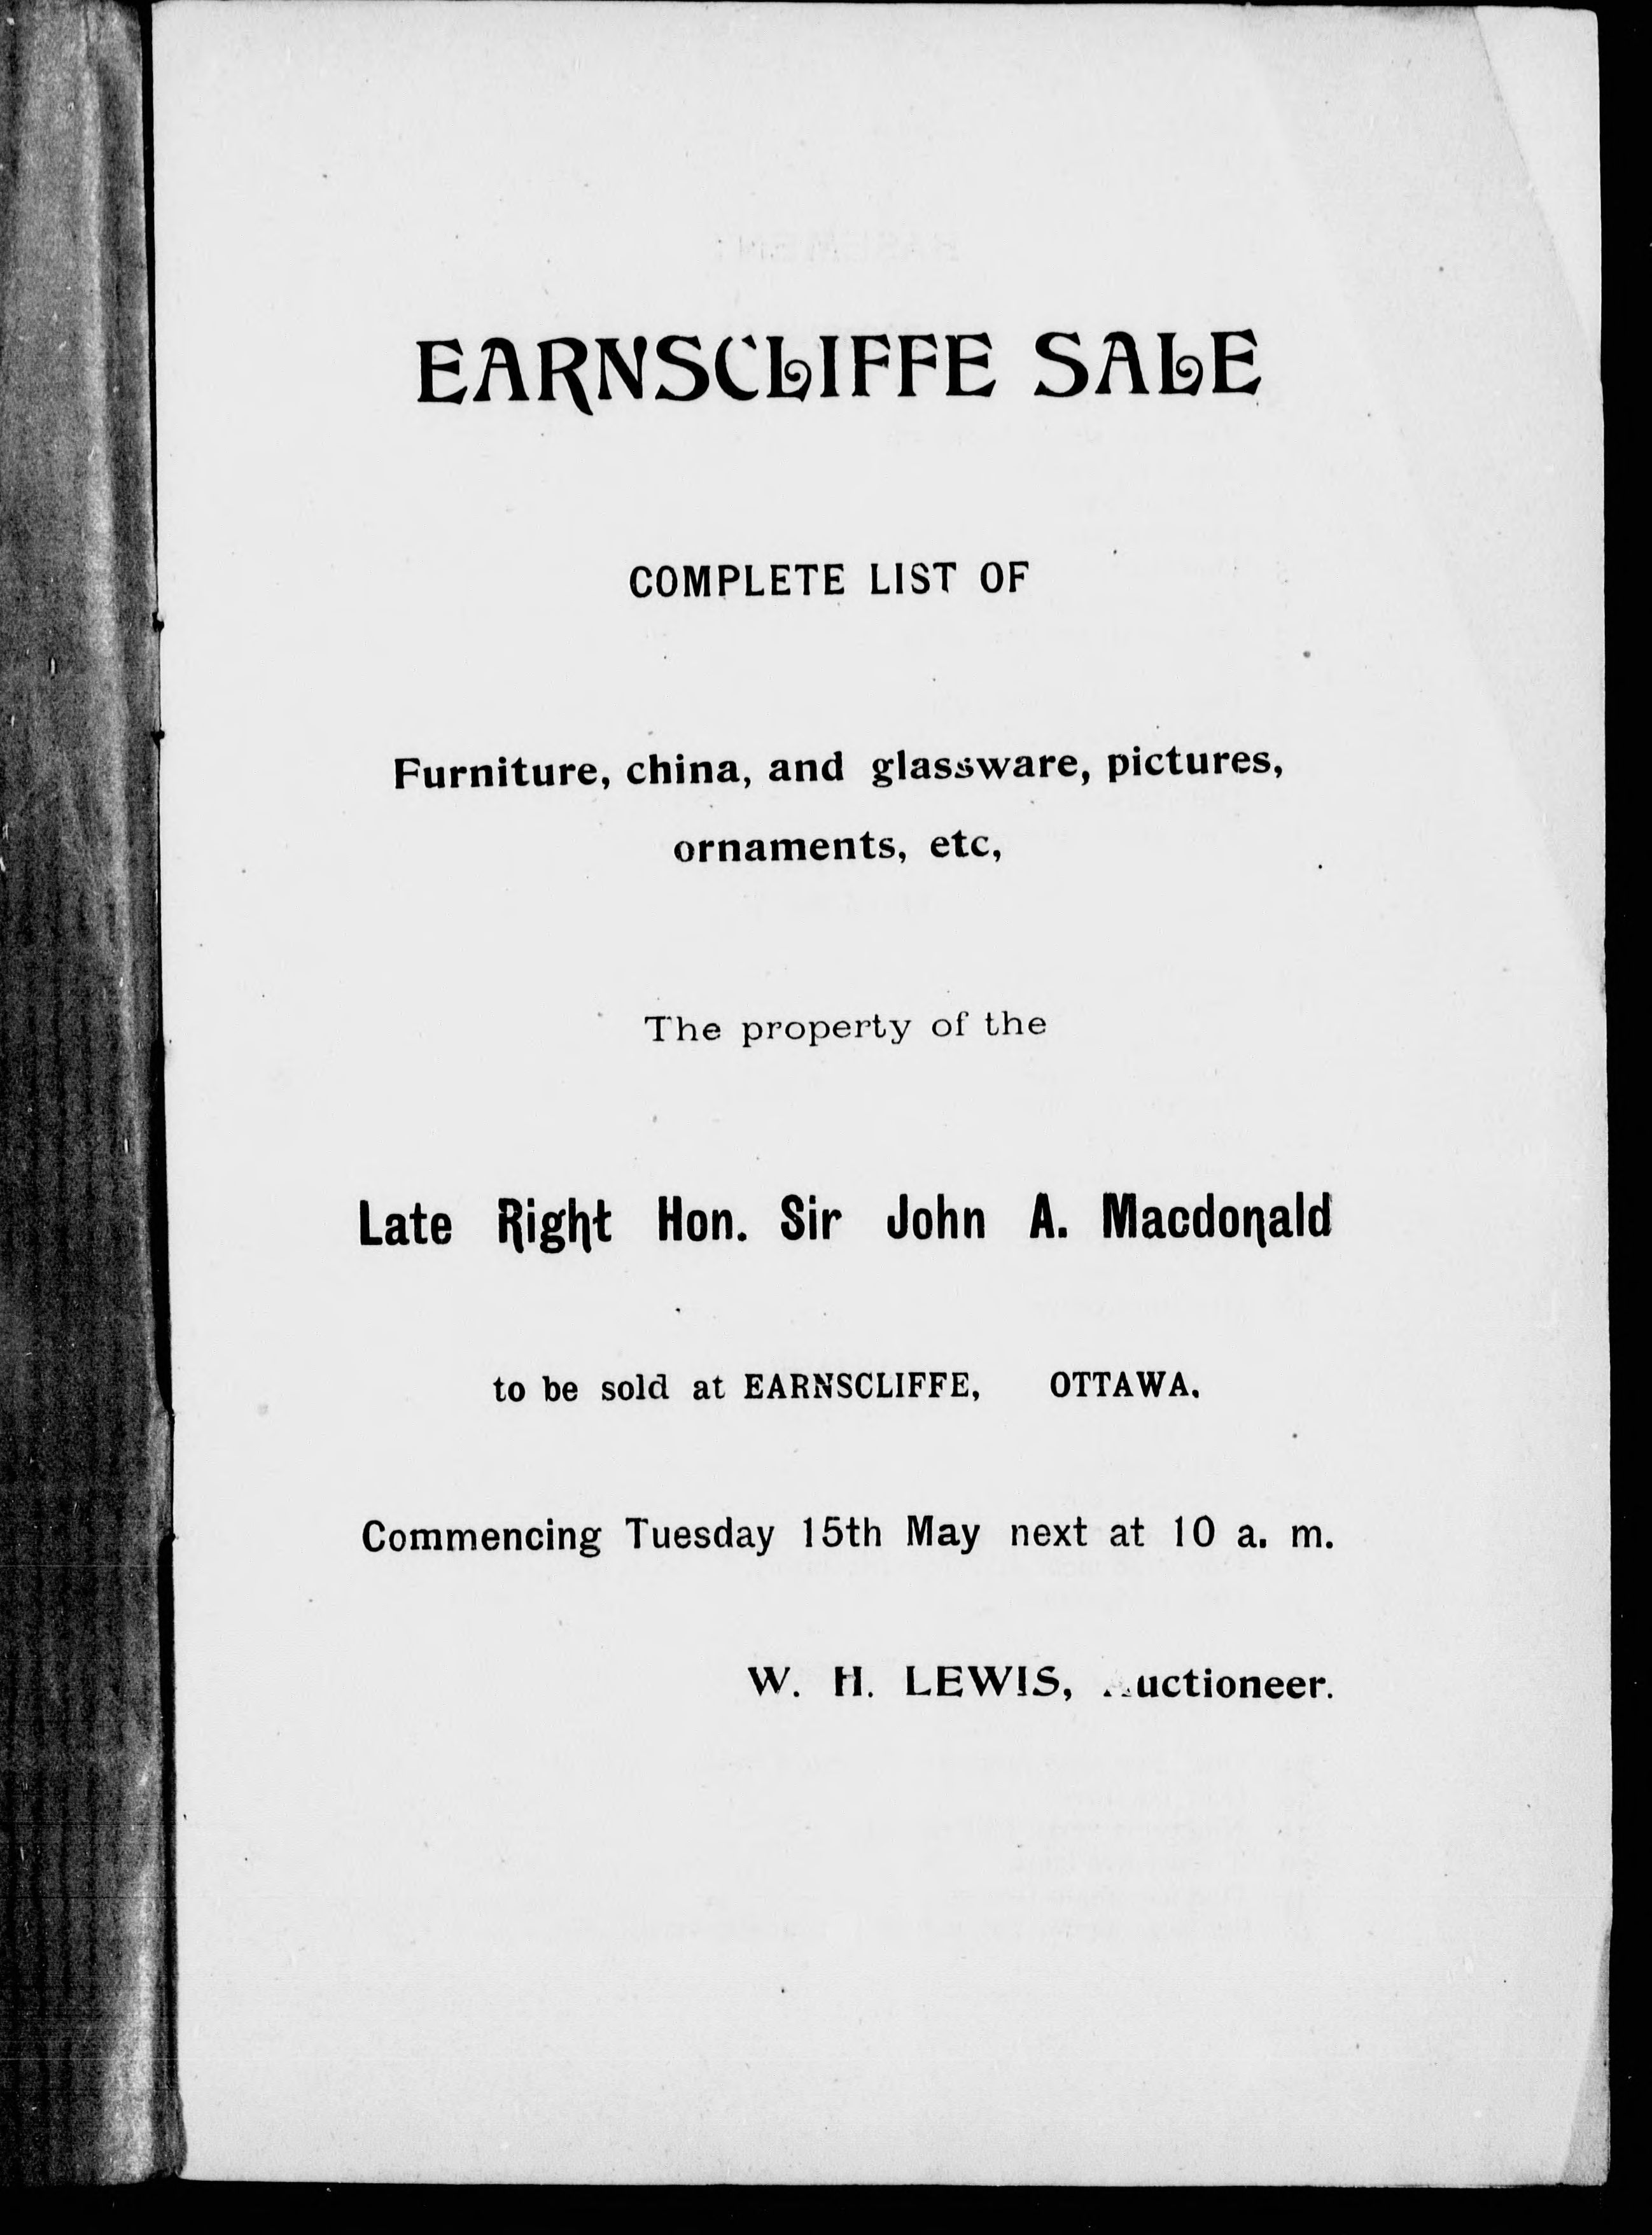 EARNSCLIFFE SALE
COMPLETE LIST OF
Furniture, china, and glassware, pictures,
ornaments, etc,
The property of the
Late Right Hon. Sir John A. Macdonald
to be sold at EARNSCLIFFE, OTTAWA.
Commencing Tuesday 15th May next at 10 a. m.
W. H. LEWIS, Auctioneer.